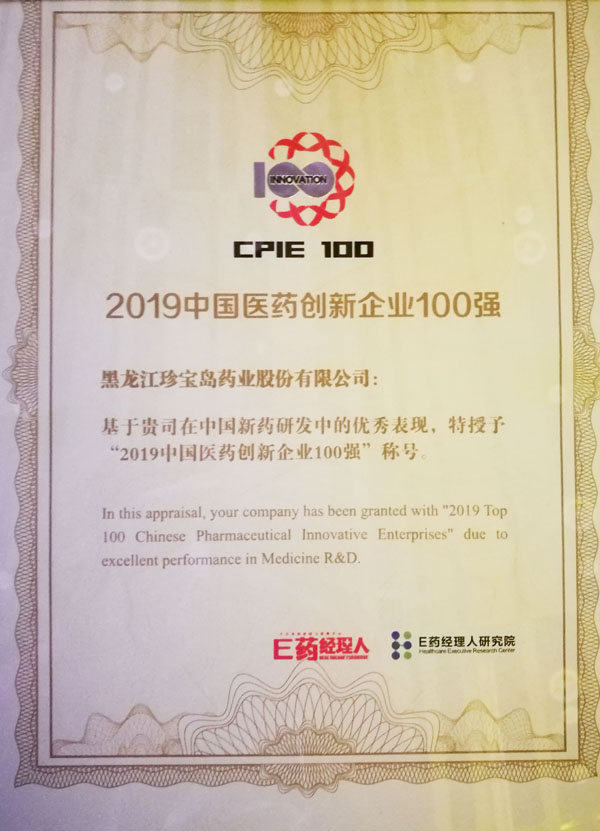 100
INNOVATION
CPIE 100
2019中国医药创新企业100强
黑龙江珍宝岛药业股份有限公司：
基于贵司在中国新药研发中的优秀表现，特授予
“2019中国医药创新企业100强”称号。
In this appraisal, your company has been granted with "2019 Top
100 Chinese Pharmaceutical Innovative Enterprises" due to
excellent performance in Medicine R&D.
E药经理人
E药经理人研究院
Healthcare Executive Research Center